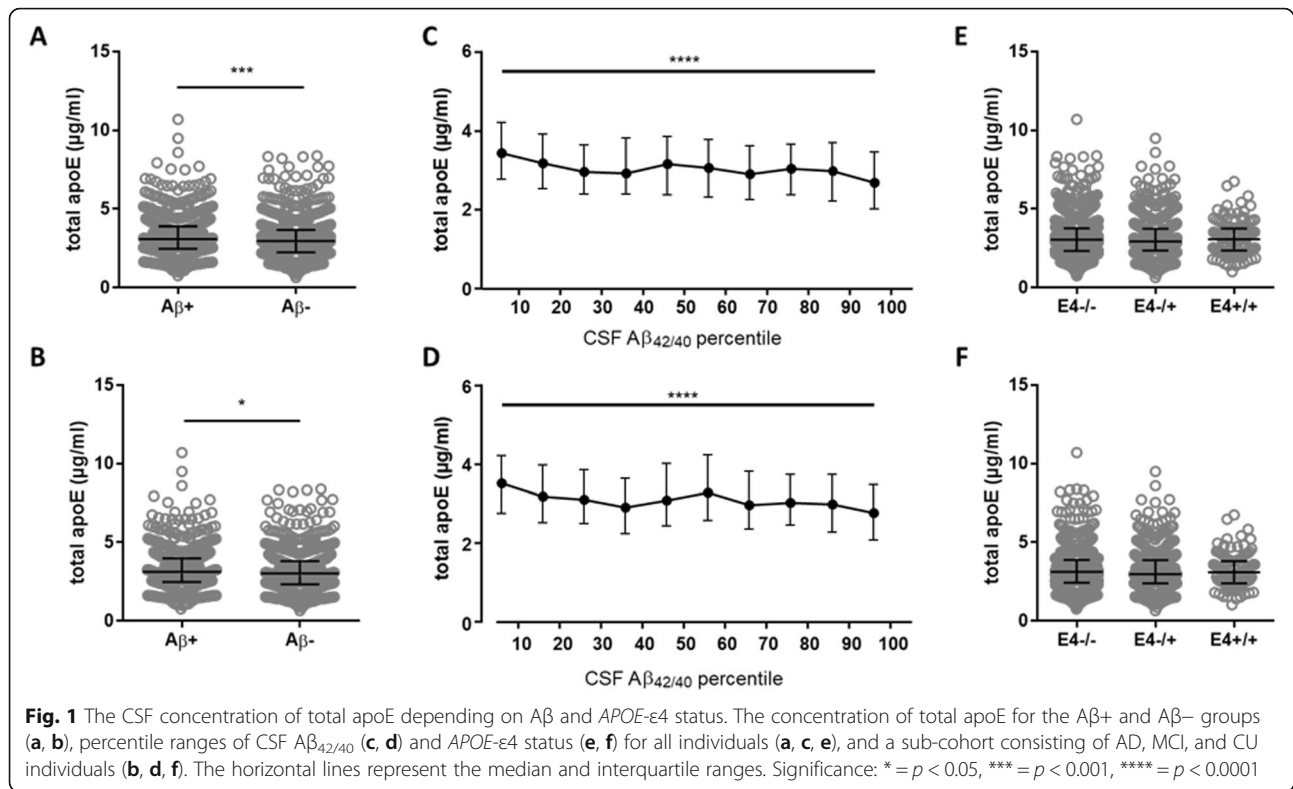 A
15
10
5
0
total apoE (µg/ml)
***
Aβ+ Aβ-
C
6
4
2
0
total apoE (µg/ml)
****
10 20 30 40 50 60 70 80 90 100
CSF Aβ42/40 percentile
E
15
10
5
0
total apoE (µg/ml)
E4-/- E4-/+ E4+/+
B
15
10
5
0
total apoE (µg/ml)
*
Aβ+ Aβ-
D
6
4
2
0
total apoE (µg/ml)
****
10 20 30 40 50 60 70 80 90 100
CSF Aβ42/40 percentile
F
15
10
5
0
total apoE (µg/ml)
E4-/- E4-/+ E4+/+
Fig. 1 The CSF concentration of total apoE depending on Aβ and APOE-ε4 status. The concentration of total apoE for the Aβ+ and Aβ− groups
(a, b), percentile ranges of CSF Aβ42/40 (c, d) and APOE-ε4 status (e, f) for all individuals (a, c, e), and a sub-cohort consisting of AD, MCI, and CU
individuals (b, d, f). The horizontal lines represent the median and interquartile ranges. Significance: * = p < 0.05, *** = p < 0.001, **** = p < 0.0001